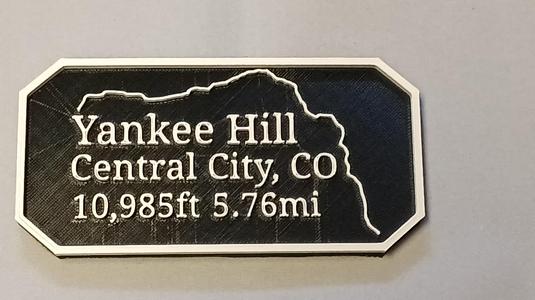 Yankee Hill
Central City, CO
10,985ft 5.76mi